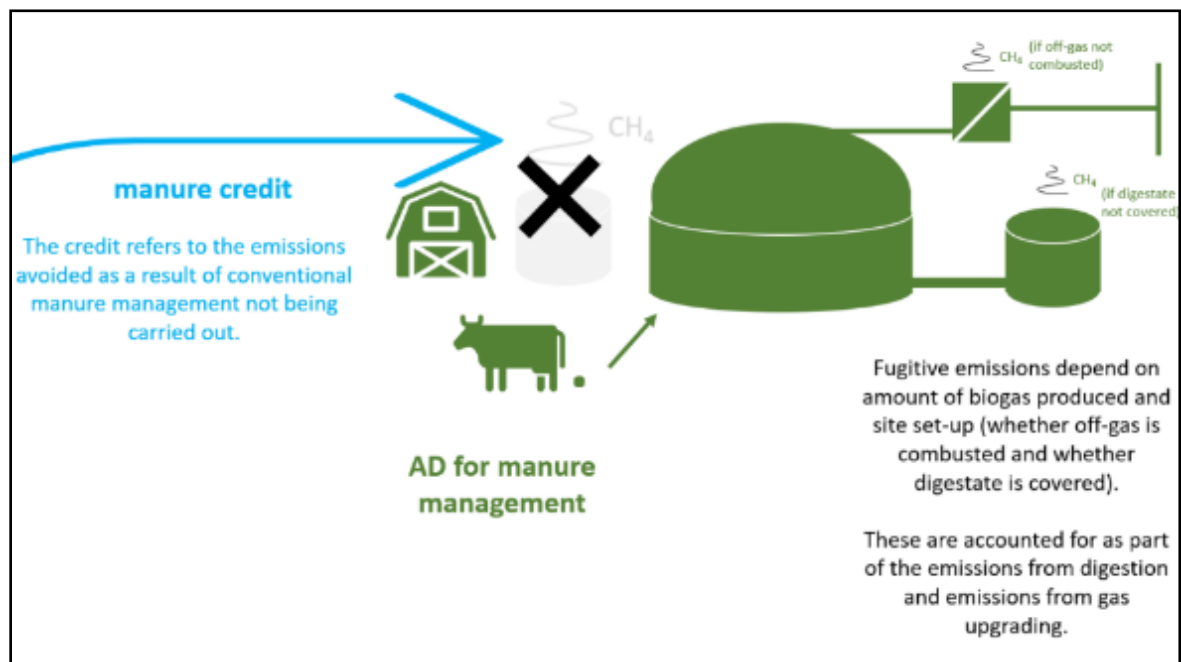 CH₄ (if off-gas not
combusted)
CH₄
manure credit
CH₄
(if digestate
not covered)
The credit refers to the emissions
avoided as a result of conventional
manure management not being
carried out.
Fugitive emissions depend on
amount of biogas produced and
site set-up (whether off-gas is
combusted and whether
digestate is covered).
AD for manure
management
These are accounted for as part
of the emissions from digestion
and emissions from gas
upgrading.